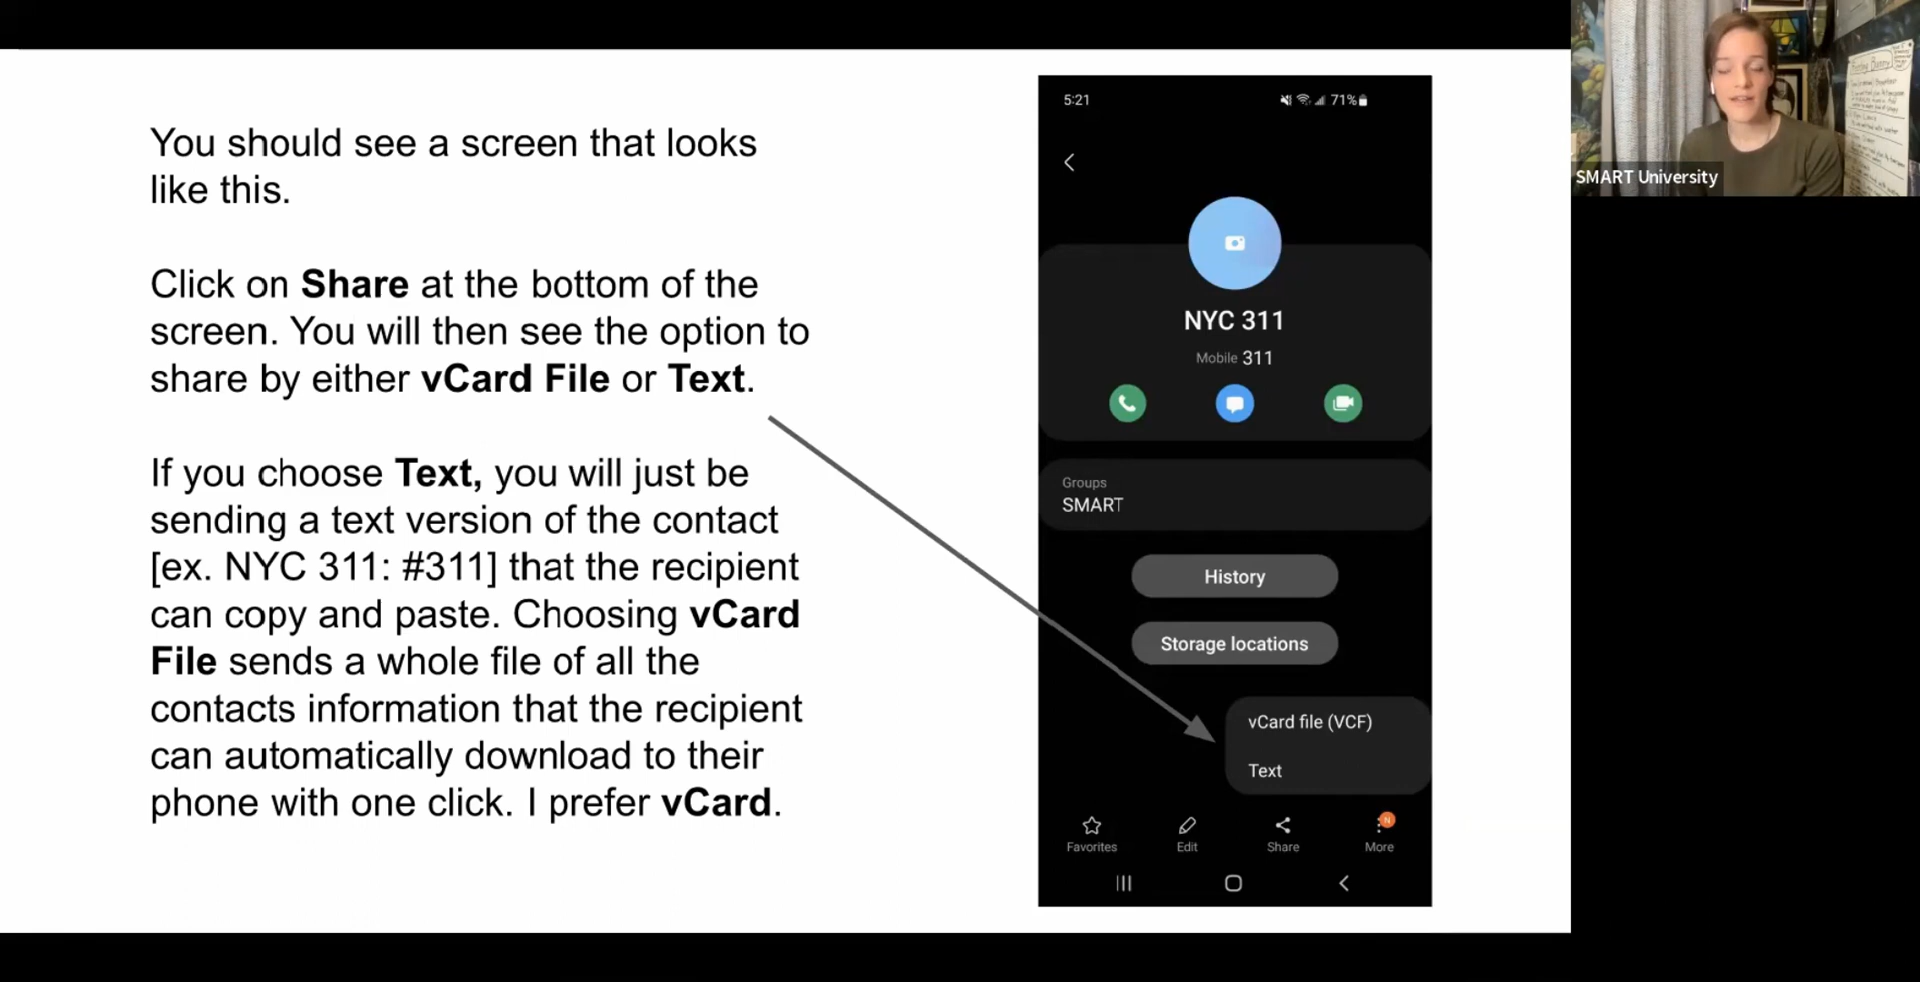 You should see a screen that looks
like this.
Click on Share at the bottom of the
screen. You will then see the option to
share by either vCard File or Text.
If you choose Text, you will just be
sending a text version of the contact
[ex. NYC 311: #311] that the recipient
can copy and paste. Choosing vCard
File sends a whole file of all the
contacts information that the recipient
can automatically download to their
phone with one click. I prefer vCard.
5:21
71%
NYC 311
Mobile 311
Groups
SMART
History
Storage locations
vCard file (VCF)
Text
Favorites
Edit
Share
N
More
SMART University